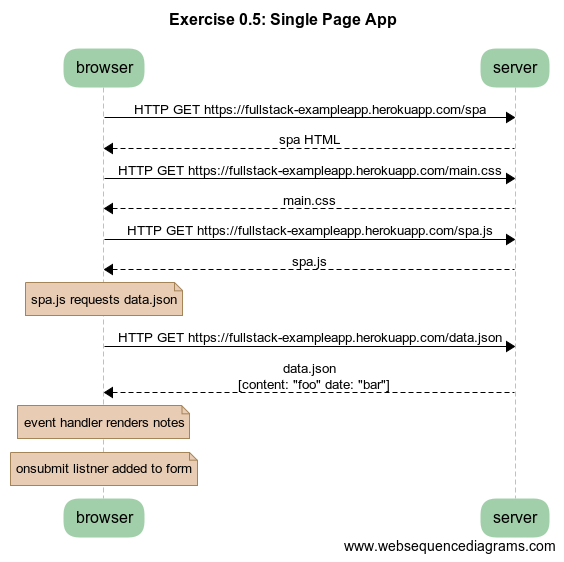 Exercise 0.5: Single Page App
browser
server
HTTP GET https://fullstack-exampleapp.herokuapp.com/spa
spa HTML
HTTP GET https://fullstack-exampleapp.herokuapp.com/main.css
main.css
HTTP GET https://fullstack-exampleapp.herokuapp.com/spa.js
spa.js
spa.js requests data.json
HTTP GET https://fullstack-exampleapp.herokuapp.com/data.json
data.json
[content: "foo" date: "bar"]
event handler renders notes
onsubmit listner added to form
browser
server
www.websequencediagrams.com